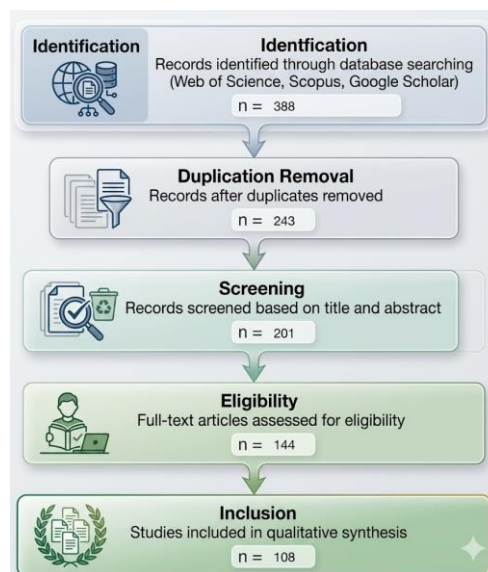 Identification
Identfication
Records identified through database searching
(Web of Science, Scopus, Google Scholar)
n = 388
Duplication Removal
Records after duplicates removed
n = 243
Screening
Records screened based on title and abstract
n = 201
Eligibility
Full-text articles assessed for eligibility
n = 144
Inclusion
Studies included in qualitative synthesis
n = 108